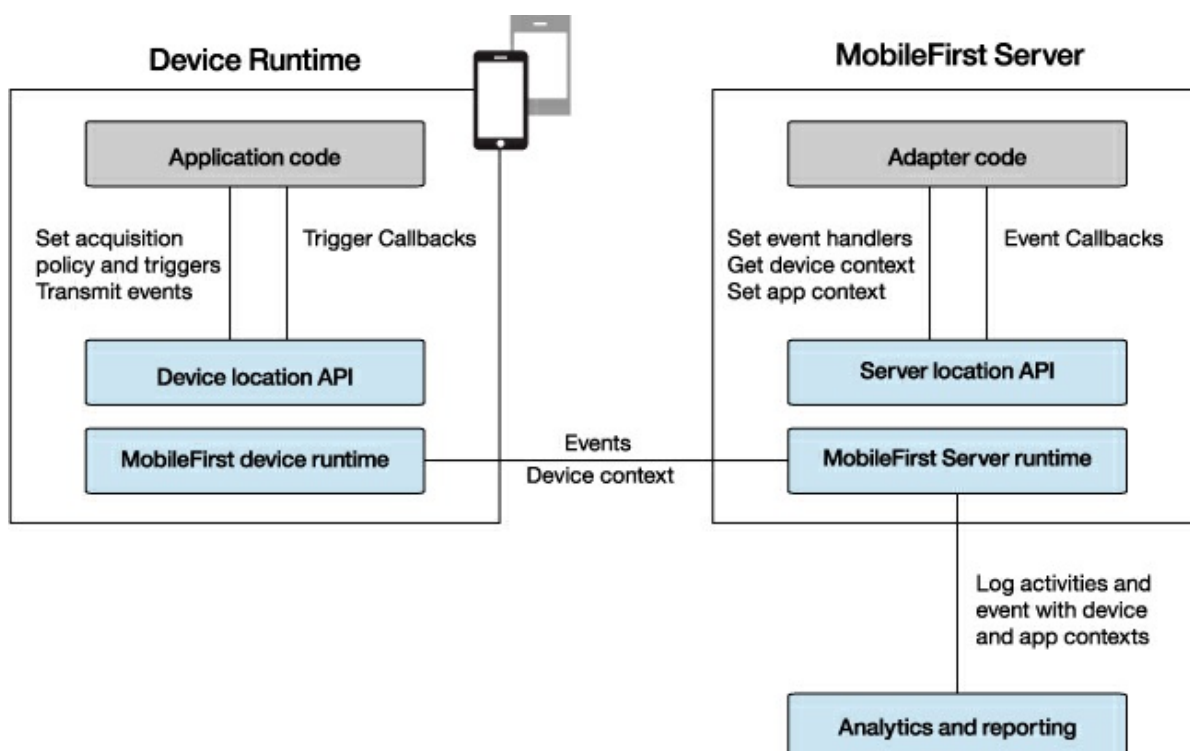 Device Runtime
MobileFirst Server
Application code
Set acquisition
policy and triggers
Transmit events
Trigger Callbacks
Device location API
MobileFirst device runtime
Events
Device context
Adapter code
Set event handlers
Get device context
Set app context
Event Callbacks
Server location API
MobileFirst Server runtime
Log activities and
event with device
and app contexts
Analytics and reporting